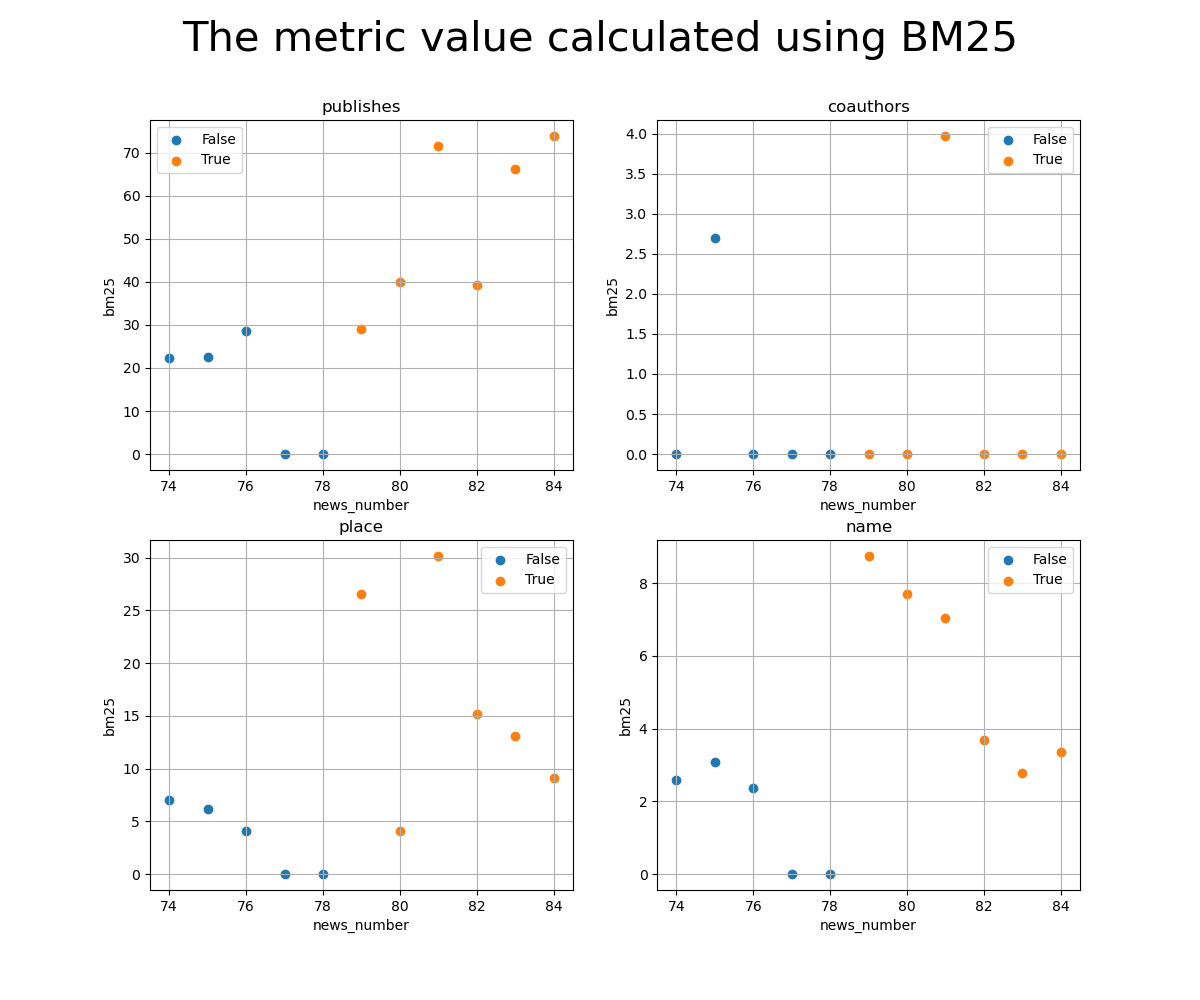 The metric value calculated using BM25
publishes
False
True
bm25
70
60
50
40
30
20
10
0
74 76 78 80 82 84
news_number
coauthors
False
True
bm25
4.0
3.5
3.0
2.5
2.0
1.5
1.0
0.5
0.0
74 76 78 80 82 84
news_number
place
False
True
bm25
30
25
20
15
10
5
0
74 76 78 80 82 84
news_number
name
False
True
bm25
8
6
4
2
0
74 76 78 80 82 84
news_number